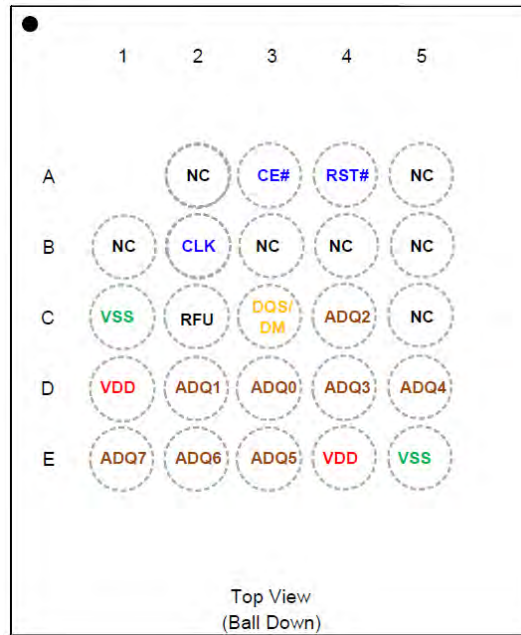 1 2 3 4 5
A NC CE# RST# NC
B NC CLK NC NC NC
C VSS RFU DQS/ DM ADQ2 NC
D VDD ADQ1 ADQ0 ADQ3 ADQ4
E ADQ7 ADQ6 ADQ5 VDD VSS
Top View
(Ball Down)